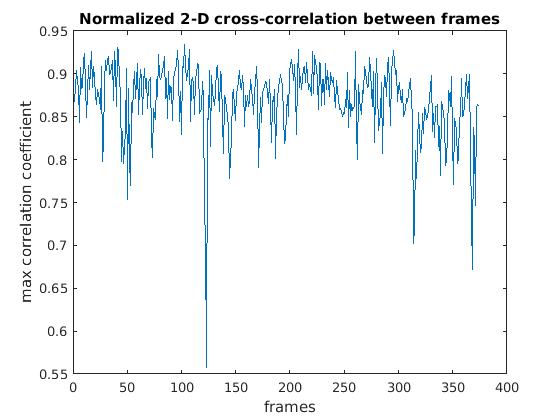 Normalized 2-D cross-correlation between frames
0.95
0.9
0.85
0.8
0.75
0.7
0.65
0.6
0.55
max correlation coefficient
0 50 100 150 200 250 300 350 400
frames